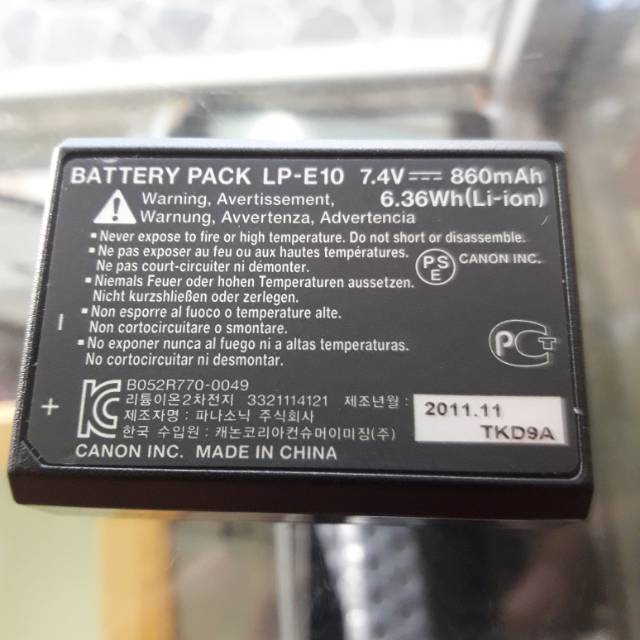 BATTERY PACK LP-E10 7.4V⎓ 860mAh
6.36Wh(Li-ion)
Warning, Avertissement,
Warnung, Avvertenza, Advertencia
▪ Never expose to fire or high temperature. Do not short or disassemble.
▪ Ne pas exposer au feu ou aux hautes températures.
Ne pas court-circuiter ni démonter.
▪ Niemals Feuer oder hohen Temperaturen aussetzen.
Nicht kurzshließen oder zerlegen.
▪ Non esporre al fuoco o temperature alte.
Non cortocircuitare o smontare.
▪ No exponer nunca al fuego ni a altas temperaturas.
No cortocircuitar ni desmontar.
PS
E
CANON INC.
РСТ
−
+
KC
B052R770-0049
리튬이온2차전지 3321114121 제조년월 :
제조자명 : 파나소닉 주식회사
한국 수입원 : 캐논코리아컨슈머이미징(주)
2011.11
TKD9A
CANON INC. MADE IN CHINA